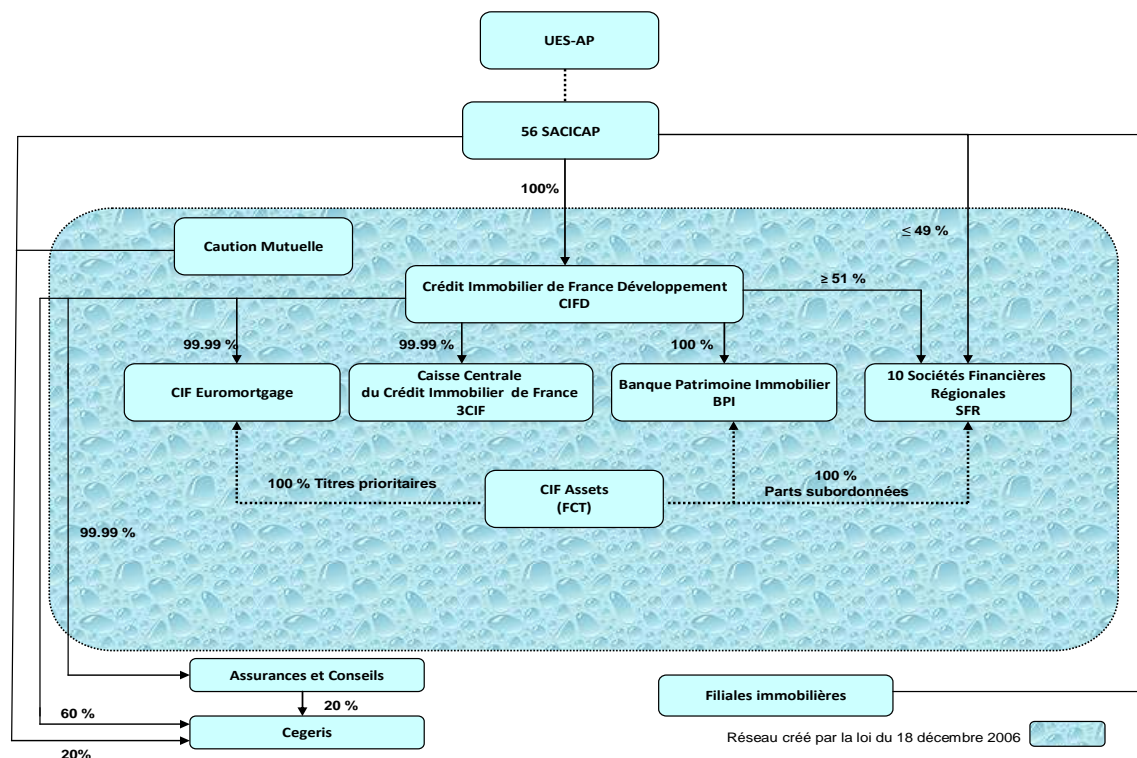 UES-AP
56 SACICAP
100%
Caution Mutuelle
≤ 49 %
Crédit Immobilier de France Développement
CIFD
≥ 51 %
99.99 %
99.99 %
100 %
CIF Euromortgage
Caisse Centrale
du Crédit Immobilier de France
3CIF
Banque Patrimoine Immobilier
BPI
10 Sociétés Financières
Régionales
SFR
100 % Titres prioritaires
CIF Assets
(FCT)
100 %
Parts subordonnées
99.99 %
Assurances et Conseils
20 %
Filiales immobilières
60 %
Cegeris
20%
Réseau créé par la loi du 18 décembre 2006